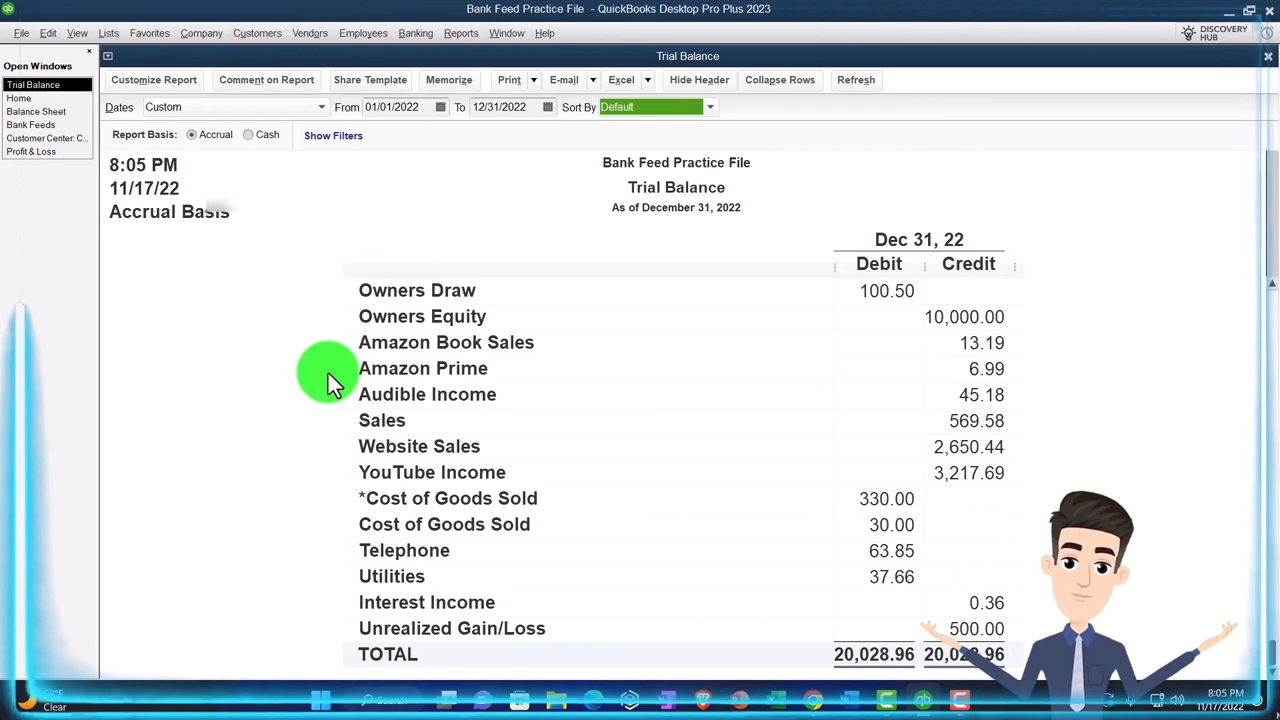 Bank Feed Practice File - QuickBooks Desktop Pro Plus 2023
File Edit View Lists Favorites Company Customers Vendors Employees Banking Reports Window Help
DISCOVERY HUB
Open Windows
Trial Balance
Home
Balance Sheet
Bank Feeds
Customer Center: C...
Profit & Loss
Trial Balance
Customize Report Comment on Report Share Template Memorize Print E-mail Excel Hide Header Collapse Rows Refresh
Dates Custom From 01/01/2022 To 12/31/2022 Sort By Default
Report Basis: Accrual Cash Show Filters
8:05 PM
11/17/22
Accrual Basis
Bank Feed Practice File
Trial Balance
As of December 31, 2022
Dec 31, 22
Debit Credit
Owners Draw 100.50
Owners Equity 10,000.00
Amazon Book Sales 13.19
Amazon Prime 6.99
Audible Income 45.18
Sales 569.58
Website Sales 2,650.44
YouTube Income 3,217.69
*Cost of Goods Sold 330.00
Cost of Goods Sold 30.00
Telephone 63.85
Utilities 37.66
Interest Income 0.36
Unrealized Gain/Loss 500.00
TOTAL 20,028.96 20,028.96
Clear
Search
8:05 PM
11/17/2022